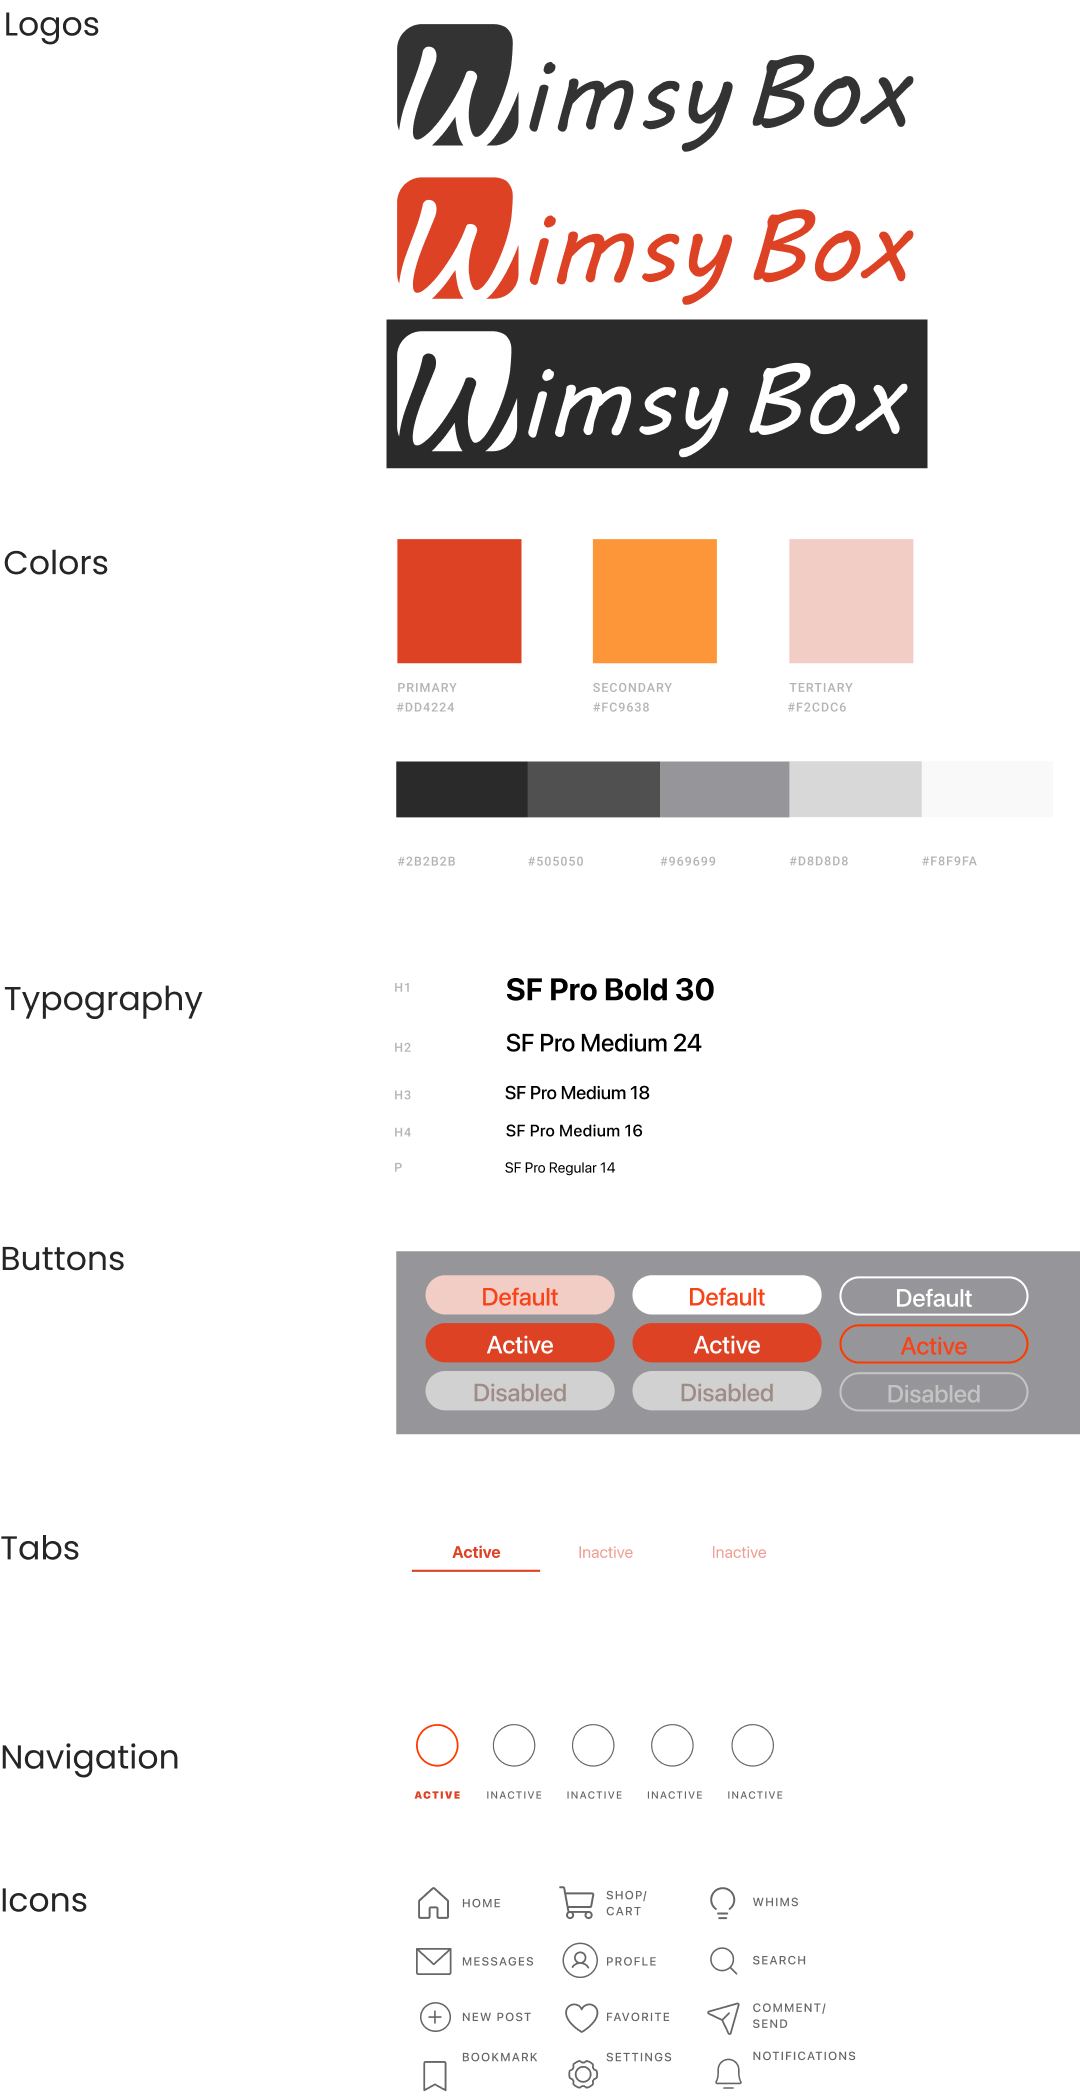 Logos
Wimsy Box
Wimsy Box
Wimsy Box
Colors
PRIMARY
#DD4224
SECONDARY
#FC9638
TERTIARY
#F2CDC6
#2B2B2B #505050 #969699 #D8D8D8 #F8F9FA
Typography
H1 SF Pro Bold 30
H2 SF Pro Medium 24
H3 SF Pro Medium 18
H4 SF Pro Medium 16
P SF Pro Regular 14
Buttons
Default Default Default
Active Active Active
Disabled Disabled Disabled
Tabs
Active Inactive Inactive
Navigation
ACTIVE INACTIVE INACTIVE INACTIVE INACTIVE
Icons
HOME
SHOP/
CART
WHIMS
MESSAGES
PROFLE
SEARCH
NEW POST
FAVORITE
COMMENT/
SEND
BOOKMARK
SETTINGS
NOTIFICATIONS